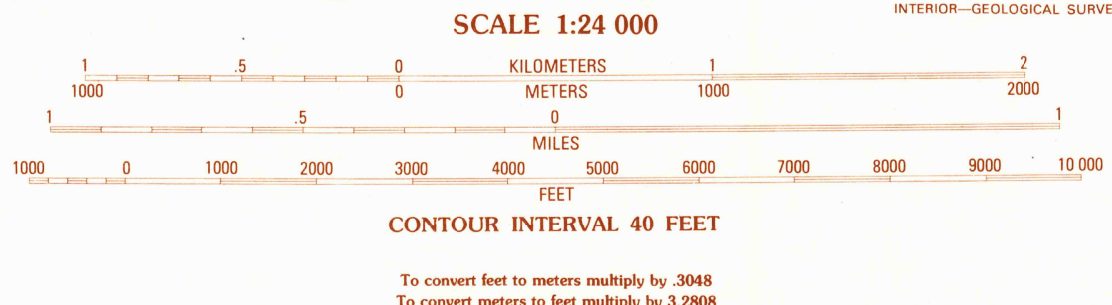 INTERIOR—GEOLOGICAL SURVE
SCALE 1:24 000
1 .5 0 KILOMETERS 1 2
1000 0 METERS 1000 2000
1 .5 0 1
MILES
1000 0 1000 2000 3000 4000 5000 6000 7000 8000 9000 10 000
FEET
CONTOUR INTERVAL 40 FEET
To convert feet to meters multiply by .3048
To convert meters to feet multiply by 3.2808